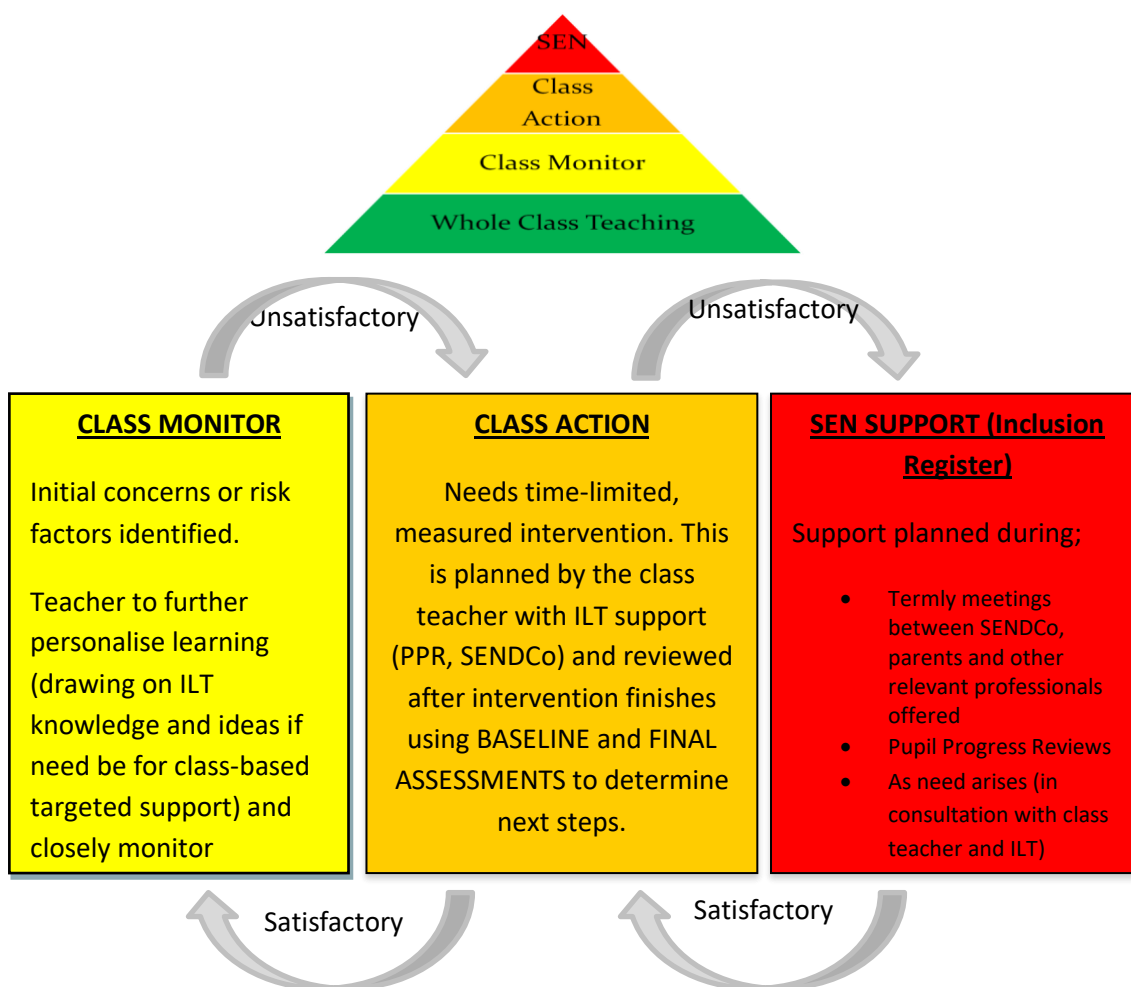 SEN
Class
Action
Class Monitor
Whole Class Teaching
Unsatisfactory
Unsatisfactory
CLASS MONITOR
Initial concerns or risk
factors identified.
Teacher to further
personalise learning
(drawing on ILT
knowledge and ideas if
need be for class-based
targeted support) and
closely monitor
CLASS ACTION
Needs time-limited,
measured intervention. This
is planned by the class
teacher with ILT support
(PPR, SENDCo) and reviewed
after intervention finishes
using BASELINE and FINAL
ASSESSMENTS to determine
next steps.
SEN SUPPORT (Inclusion
Register)
Support planned during;
• Termly meetings
between SENDCo,
parents and other
relevant professionals
offered
• Pupil Progress Reviews
• As need arises (in
consultation with class
teacher and ILT)
Satisfactory
Satisfactory